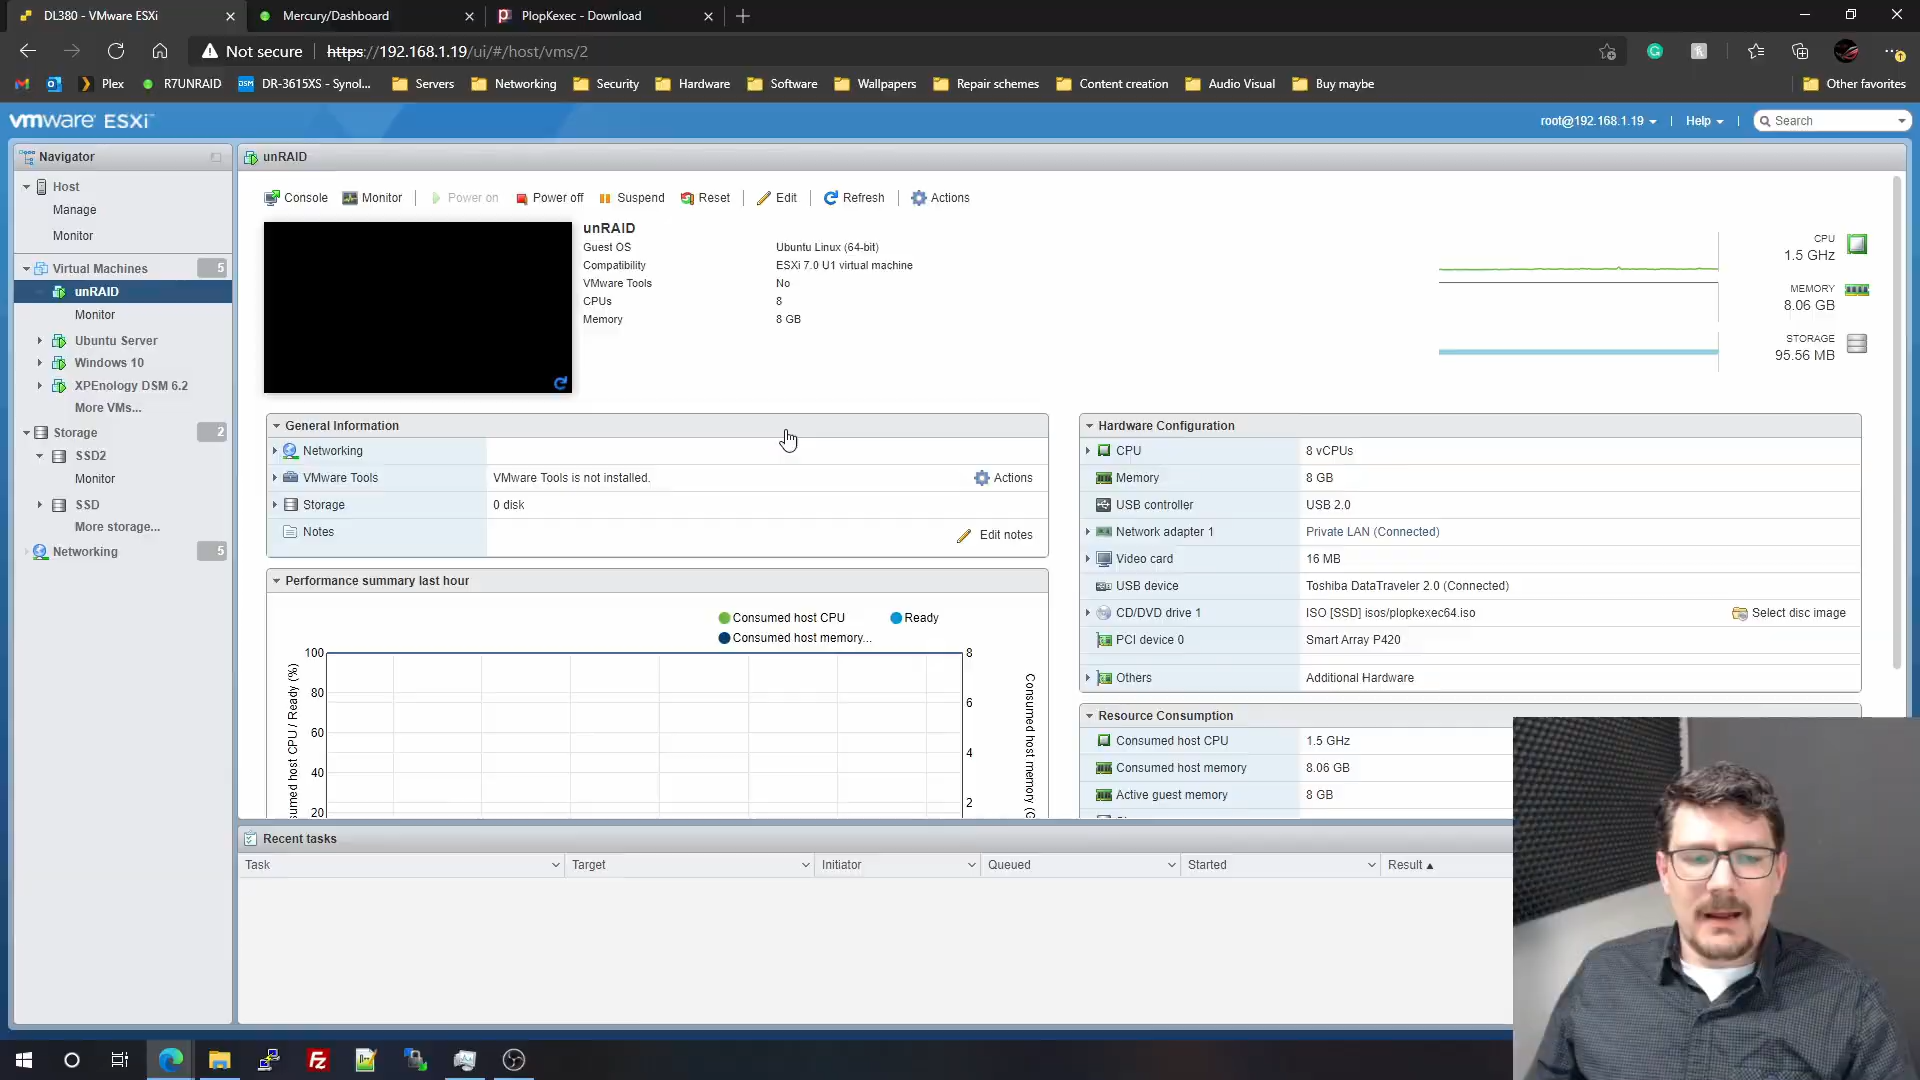 DL380 - VMware ESXi
Mercury/Dashboard
PlopKexec - Download
Not secure
https://192.168.1.19/ui/#/host/vms/2
Plex
R7UNRAID
DR-3615XS - Synol...
Servers
Networking
Security
Hardware
Software
Wallpapers
Repair schemes
Content creation
Audio Visual
Buy maybe
Other favorites
vmware ESXi
root@192.168.1.19
Help
Search
Navigator
Host
Manage
Monitor
Virtual Machines 5
unRAID
Monitor
Ubuntu Server
Windows 10
XPEnology DSM 6.2
More VMs...
Storage 2
SSD2
Monitor
SSD
More storage...
Networking 5
unRAID
Console
Monitor
Power on
Power off
Suspend
Reset
Edit
Refresh
Actions
unRAID
Guest OS Ubuntu Linux (64-bit)
Compatibility ESXi 7.0 U1 virtual machine
VMware Tools No
CPUs 8
Memory 8 GB
CPU
1.5 GHz
MEMORY
8.06 GB
STORAGE
95.56 MB
General Information
Networking
VMware Tools VMware Tools is not installed. Actions
Storage 0 disk
Notes Edit notes
Performance summary last hour
Consumed host CPU
Ready
Consumed host memory...
100
80
60
40
20
8
6
4
2
sumed host CPU / Ready (%)
Consumed host memory (G
Hardware Configuration
CPU 8 vCPUs
Memory 8 GB
USB controller USB 2.0
Network adapter 1 Private LAN (Connected)
Video card 16 MB
USB device Toshiba DataTraveler 2.0 (Connected)
CD/DVD drive 1 ISO [SSD] isos/plopkexec64.iso Select disc image
PCI device 0 Smart Array P420
Others Additional Hardware
Resource Consumption
Consumed host CPU 1.5 GHz
Consumed host memory 8.06 GB
Active guest memory 8 GB
Recent tasks
Task
Target
Initiator
Queued
Started
Result